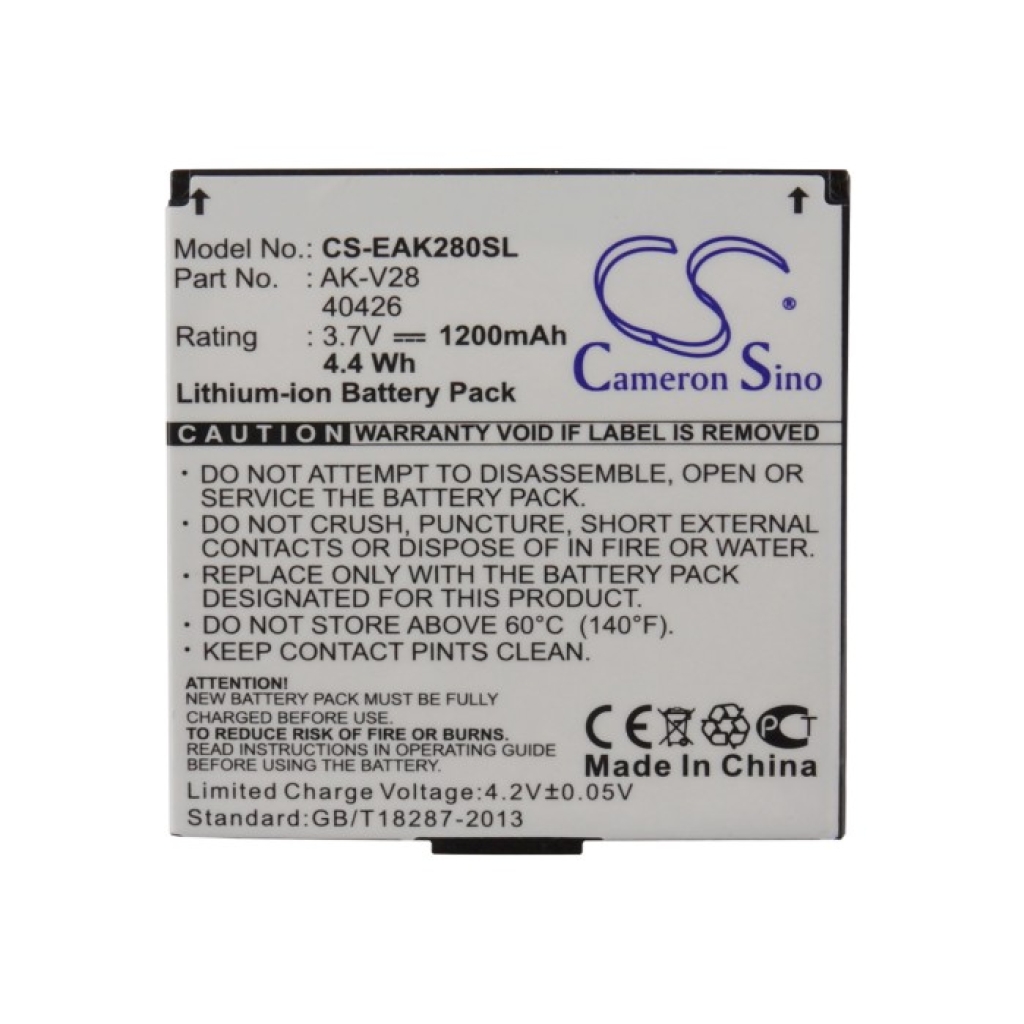 Model No.: CS-EAK280SL
Part No. : AK-V28
40426
Rating : 3.7V 1200mAh
4.4 Wh
Lithium-ion Battery Pack
CS ®
Cameron Sino
CAUTION WARRANTY VOID IF LABEL IS REMOVED
· DO NOT ATTEMPT TO DISASSEMBLE, OPEN OR
SERVICE THE BATTERY PACK.
· DO NOT CRUSH, PUNCTURE, SHORT EXTERNAL
CONTACTS OR DISPOSE OF IN FIRE OR WATER.
· REPLACE ONLY WITH THE BATTERY PACK
DESIGNATED FOR THIS PRODUCT.
· DO NOT STORE ABOVE 60°C (140°F).
· KEEP CONTACT PINTS CLEAN.
ATTENTION!
NEW BATTERY PACK MUST BE FULLY
CHARGED BEFORE USE.
TO REDUCE RISK OF FIRE OR BURNS.
READ INSTRUSTIONS IN OPERATING GUIDE
BEFORE USING THE BATTERY.
CE PCT
Made In China
Limited Charge Voltage:4.2V±0.05V
Standard:GB/T18287-2013